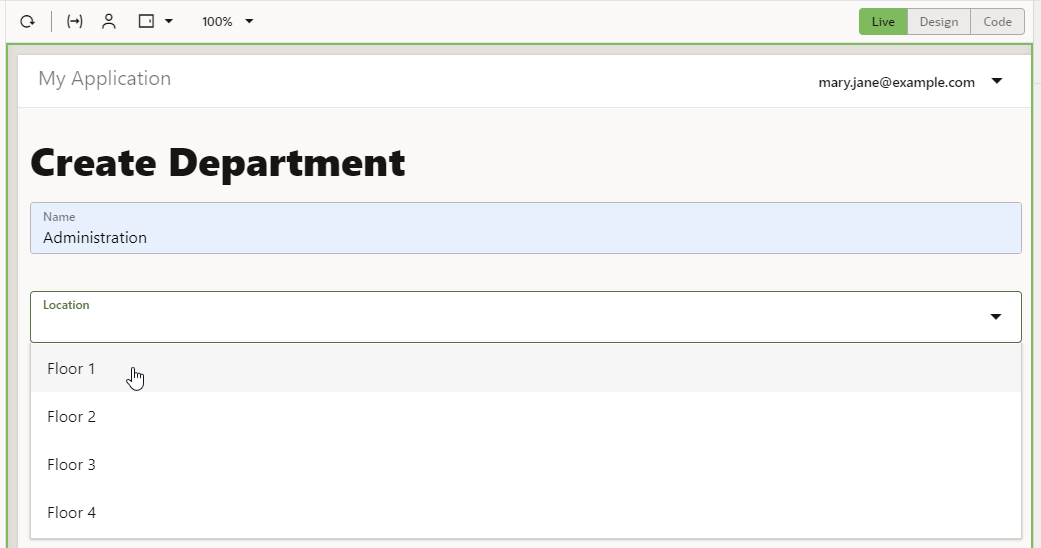 100%
Live Design Code
My Application
mary.jane@example.com
Create Department
Name
Administration
Location
Floor 1
Floor 2
Floor 3
Floor 4